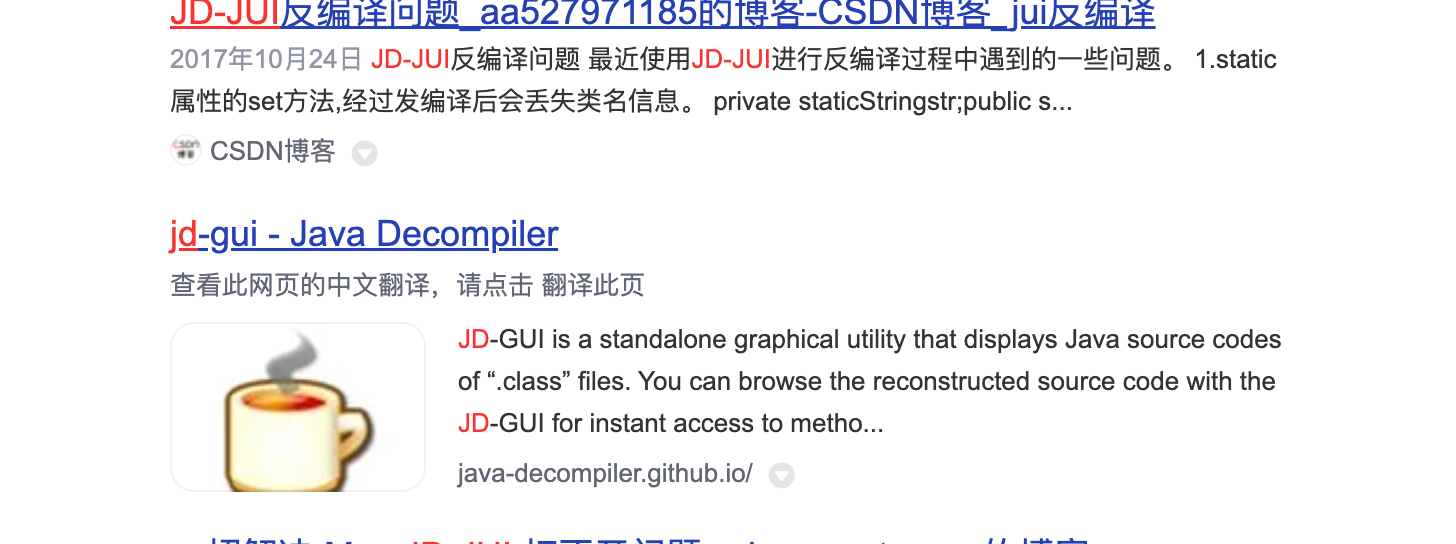 JD-JUI反编译问题_aa527971185的博客-CSDN博客_jui反编译
2017年10月24日 JD-JUI反编译问题 最近使用JD-JUI进行反编译过程中遇到的一些问题。 1.static
属性的set方法,经过发编译后会丢失类名信息。 private staticStringstr;public s...
CSDN博客
jd-gui - Java Decompiler
查看此网页的中文翻译，请点击 翻译此页
JD-GUI is a standalone graphical utility that displays Java source codes
of “.class” files. You can browse the reconstructed source code with the
JD-GUI for instant access to metho...
java-decompiler.github.io/